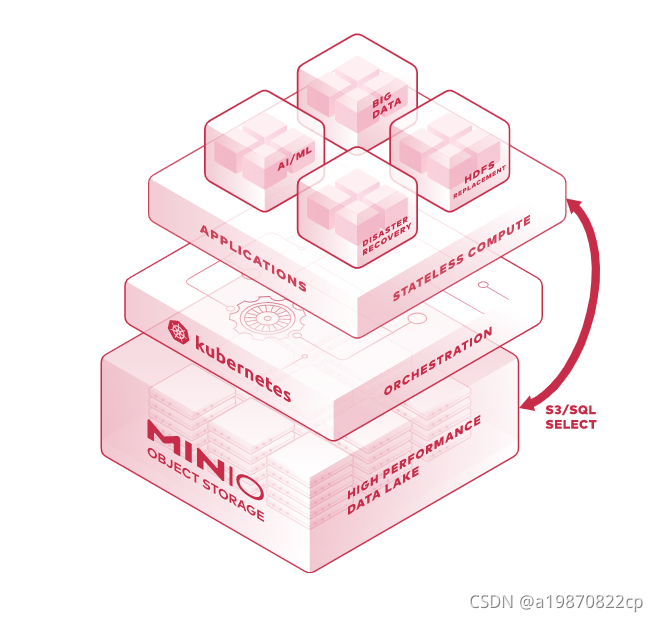 BIG
DATA
AI/ML
HDFS
REPLACEMENT
DISASTER
RECOVERY
APPLICATIONS
STATELESS COMPUTE
kubernetes
ORCHESTRATION
S3/SQL
SELECT
MINIO
OBJECT STORAGE
HIGH PERFORMANCE
DATA LAKE
CSDN @a19870822cp